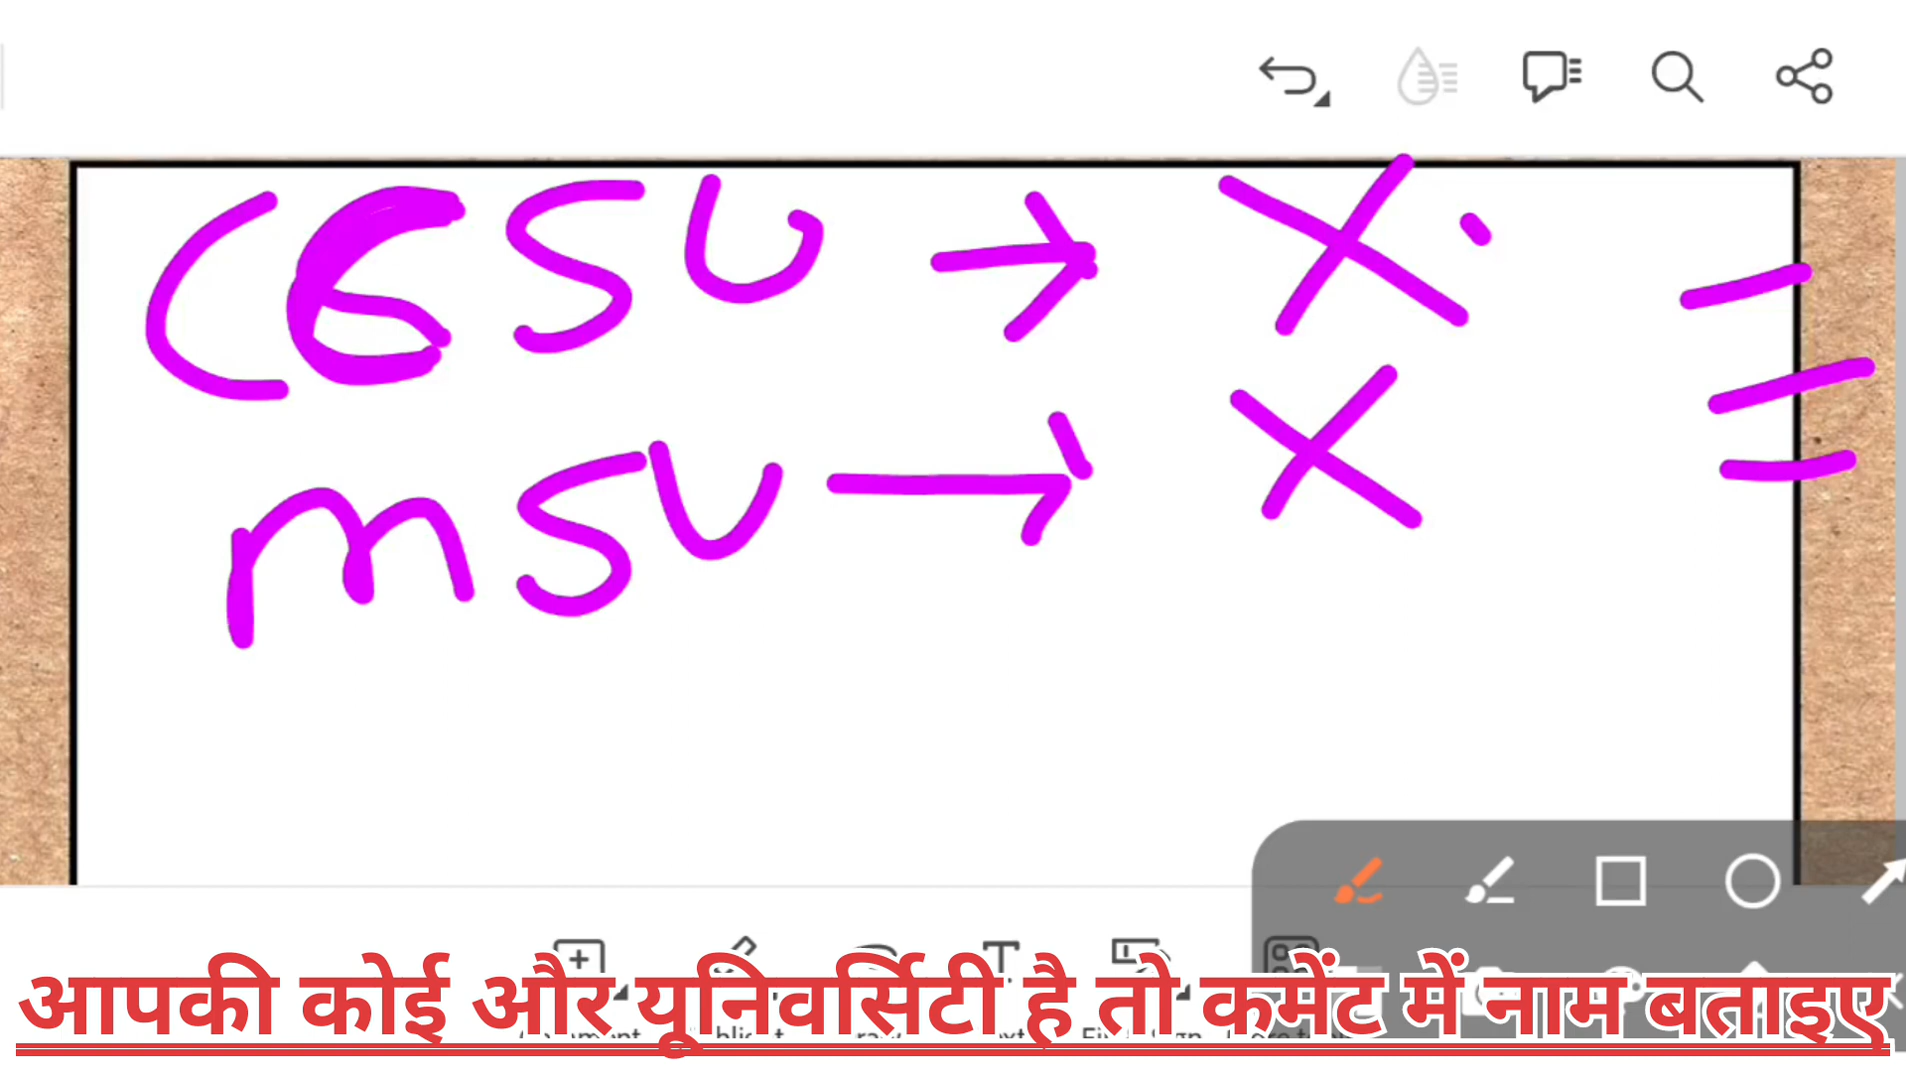 CCSU → X
MSU → X
आपकी कोई और यूनिवर्सिटी है तो कमेंट में नाम बताइए